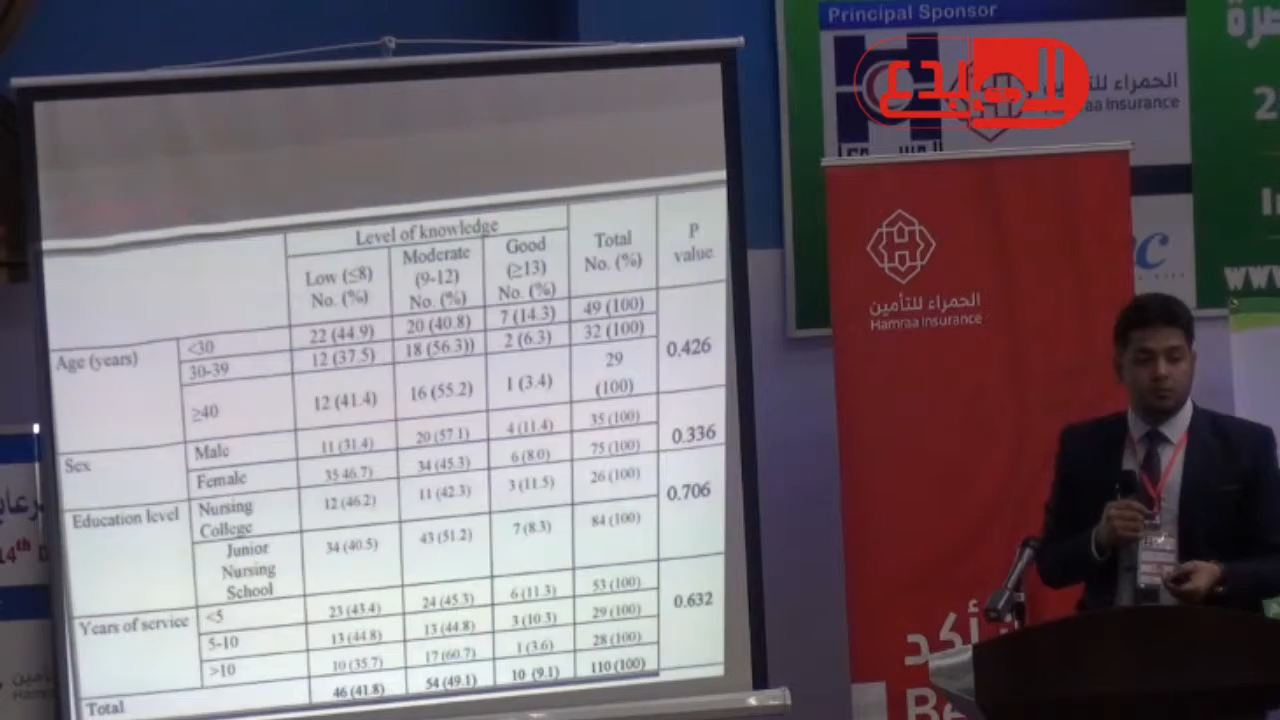 Principal Sponsor
الحمراء للتأمين
aa Insurance
المبدع
صرة
2
I
c
www.
الحمراء للتأمين
Hamraa Insurance
Level of knowledge
Low (≤8) No. (%)
Moderate (9-12) No. (%)
Good (≥13) No. (%)
Total No. (%)
P value
Age (years) <30 22 (44.9) 20 (40.8) 7 (14.3) 49 (100) 0.426
30-39 12 (37.5) 18 (56.3)) 2 (6.3) 32 (100)
≥40 12 (41.4) 16 (55.2) 1 (3.4) 29 (100)
Sex Male 11 (31.4) 20 (57.1) 4 (11.4) 35 (100) 0.336
Female 35 46.7) 34 (45.3) 6 (8.0) 75 (100)
Education level Nursing College 12 (46.2) 11 (42.3) 3 (11.5) 26 (100) 0.706
Junior Nursing School 34 (40.5) 43 (51.2) 7 (8.3) 84 (100)
Years of service <5 23 (43.4) 24 (45.3) 6 (11.3) 53 (100) 0.632
5-10 13 (44.8) 13 (44.8) 3 (10.3) 29 (100)
>10 10 (35.7) 17 (60.7) 1 (3.6) 28 (100)
Total 46 (41.8) 54 (49.1) 10 (9.1) 110 (100)
14th D
أكد
Be